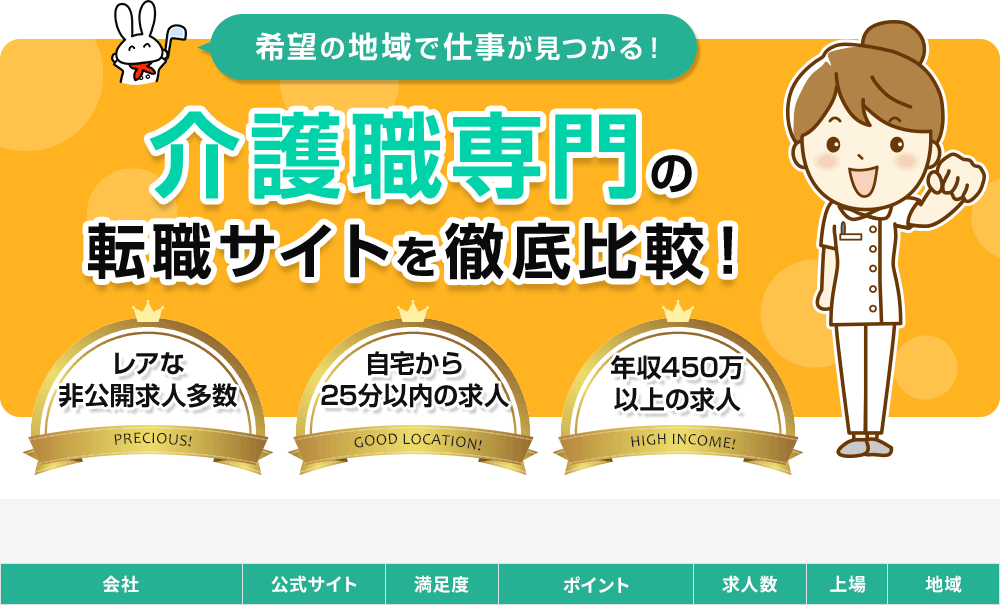 希望の地域で仕事が見つかる！
介護職専門の
転職サイトを徹底比較！
レアな
非公開求人多数
PRECIOUS!
自宅から
25分以内の求人
GOOD LOCATION!
年収450万
以上の求人
HIGH INCOME!
会社 公式サイト 満足度 ポイント 求人数 上場 地域